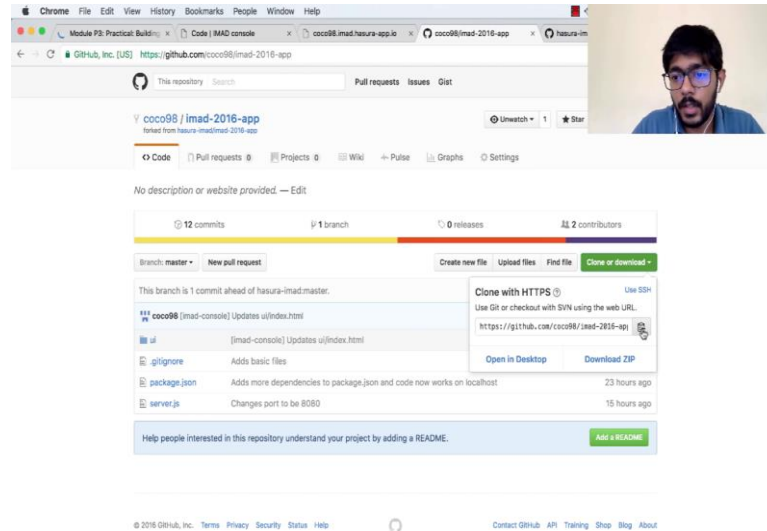 Chrome File Edit View History Bookmarks People Window Help
Module P3: Practical: Building × Code | IMAD console × coco98.imad.hasura-app.io × coco98/imad-2016-app × hasura-im
GitHub, Inc. [US] https://github.com/coco98/imad-2016-app
This repository Search Pull requests Issues Gist
coco98 / imad-2016-app Unwatch 1 Star
forked from hasura-imad/imad-2016-app
Code Pull requests 0 Projects 0 Wiki Pulse Graphs Settings
No description or website provided. — Edit
12 commits 1 branch 0 releases 2 contributors
Branch: master New pull request Create new file Upload files Find file Clone or download
This branch is 1 commit ahead of hasura-imad:master.
Clone with HTTPS Use SSH
Use Git or checkout with SVN using the web URL.
https://github.com/coco98/imad-2016-app
Open in Desktop Download ZIP
coco98 [imad-console] Updates ui/index.html
ui [imad-console] Updates ui/index.html
.gitignore Adds basic files
package.json Adds more dependencies to package.json and code now works on localhost 23 hours ago
server.js Changes port to be 8080 15 hours ago
Help people interested in this repository understand your project by adding a README. Add a README
© 2016 GitHub, Inc. Terms Privacy Security Status Help Contact GitHub API Training Shop Blog About